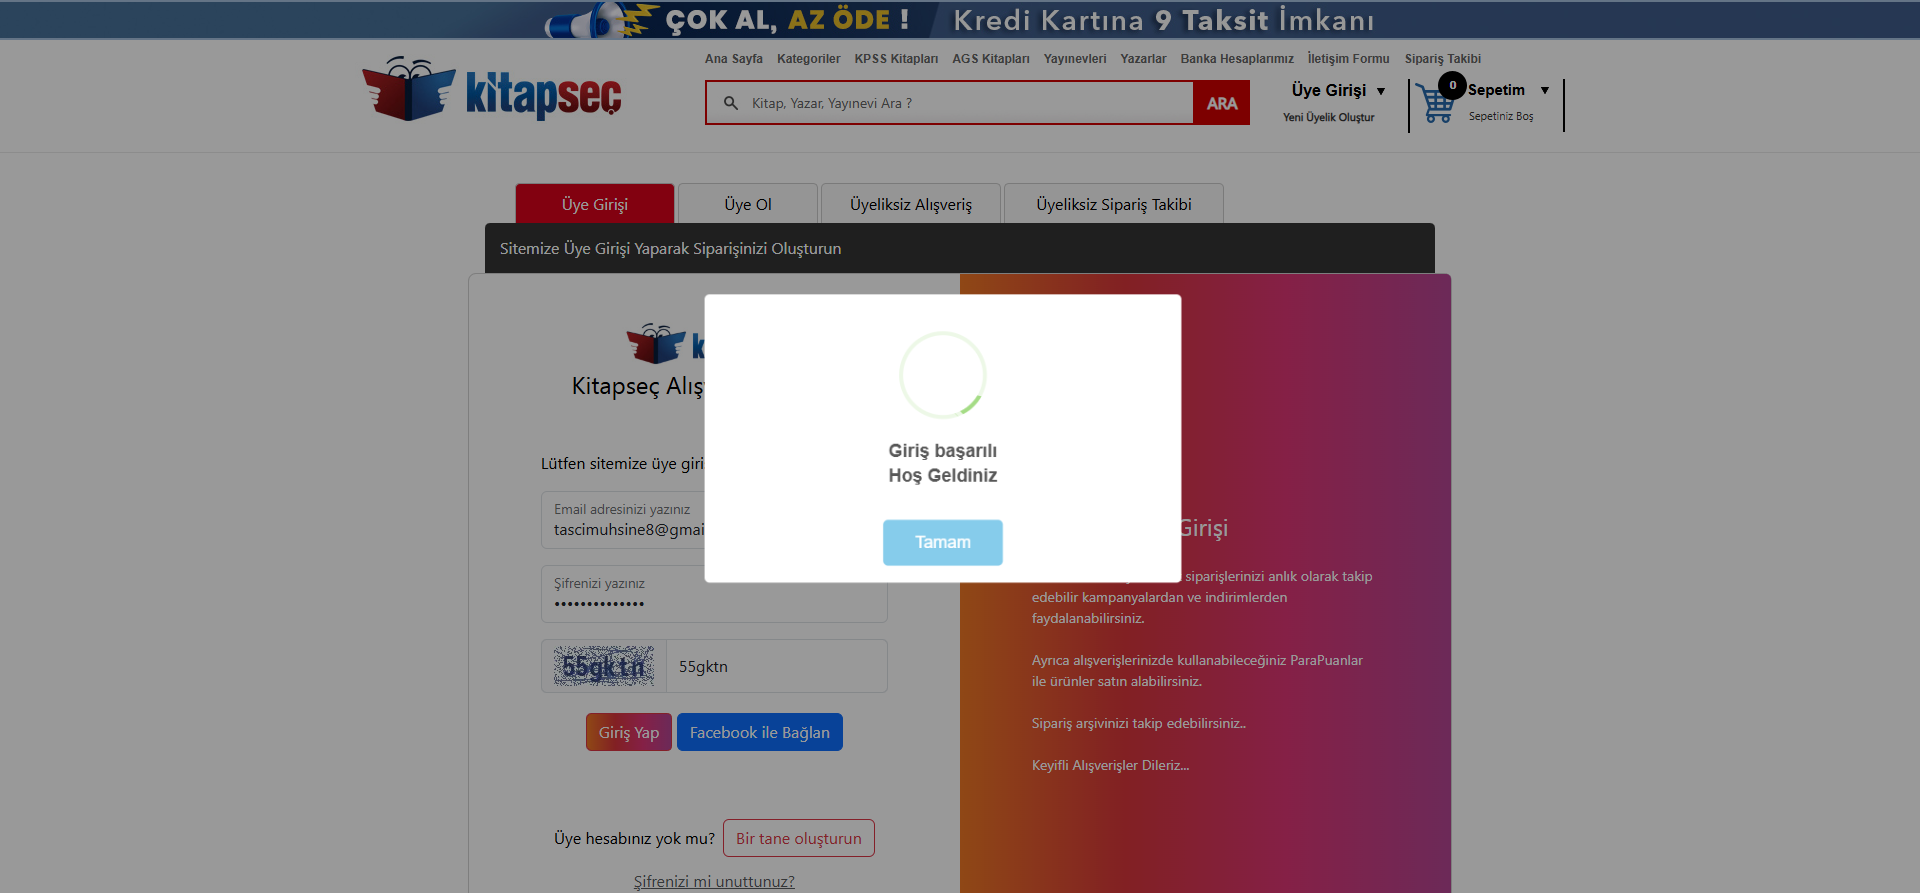 ÇOK AL, AZ ÖDE ! Kredi Kartına 9 Taksit İmkanı
Ana Sayfa Kategoriler KPSS Kitapları AGS Kitapları Yayınevleri Yazarlar Banka Hesaplarımız İletişim Formu Sipariş Takibi
kitapseç
Kitap, Yazar, Yayınevi Ara ? ARA
Üye Girişi ▼
Yeni Üyelik Oluştur
0 Sepetim ▼
Sepetiniz Boş
Üye Girişi Üye Ol Üyeliksiz Alışveriş Üyeliksiz Sipariş Takibi
Sitemize Üye Girişi Yaparak Siparişinizi Oluşturun
Kitapseç Alış
Lütfen sitemize üye giri
Email adresinizi yazınız
tascimuhsine8@gmai
Şifrenizi yazınız
••••••••••••••
55gktn 55gktn
Giriş Yap Facebook ile Bağlan
Üye hesabınız yok mu? Bir tane oluşturun
Şifrenizi mi unuttunuz?
Giriş başarılı
Hoş Geldiniz
Tamam
Girişi
siparişlerinizi anlık olarak takip
edebilir kampanyalardan ve indirimlerden
faydalanabilirsiniz.
Ayrıca alışverişlerinizde kullanabileceğiniz ParaPuanlar
ile ürünler satın alabilirsiniz.
Sipariş arşivinizi takip edebilirsiniz..
Keyifli Alışverişler Dileriz...